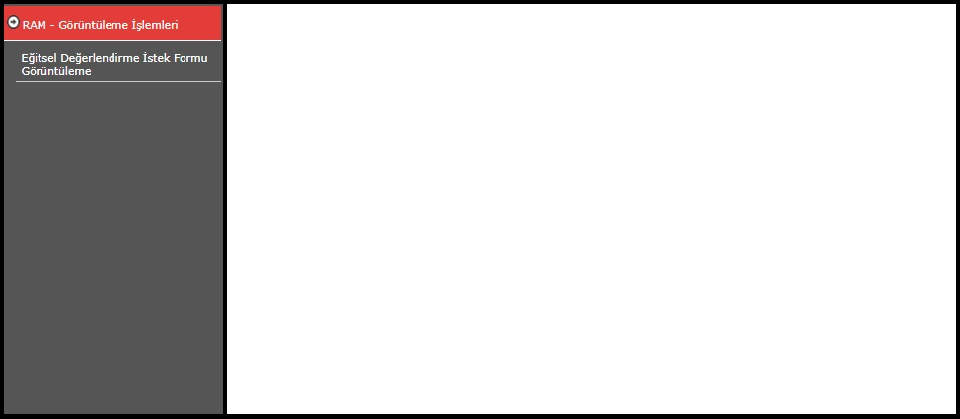 RAM - Görüntüleme İşlemleri
Eğitsel Değerlendirme İstek Formu
Görüntüleme